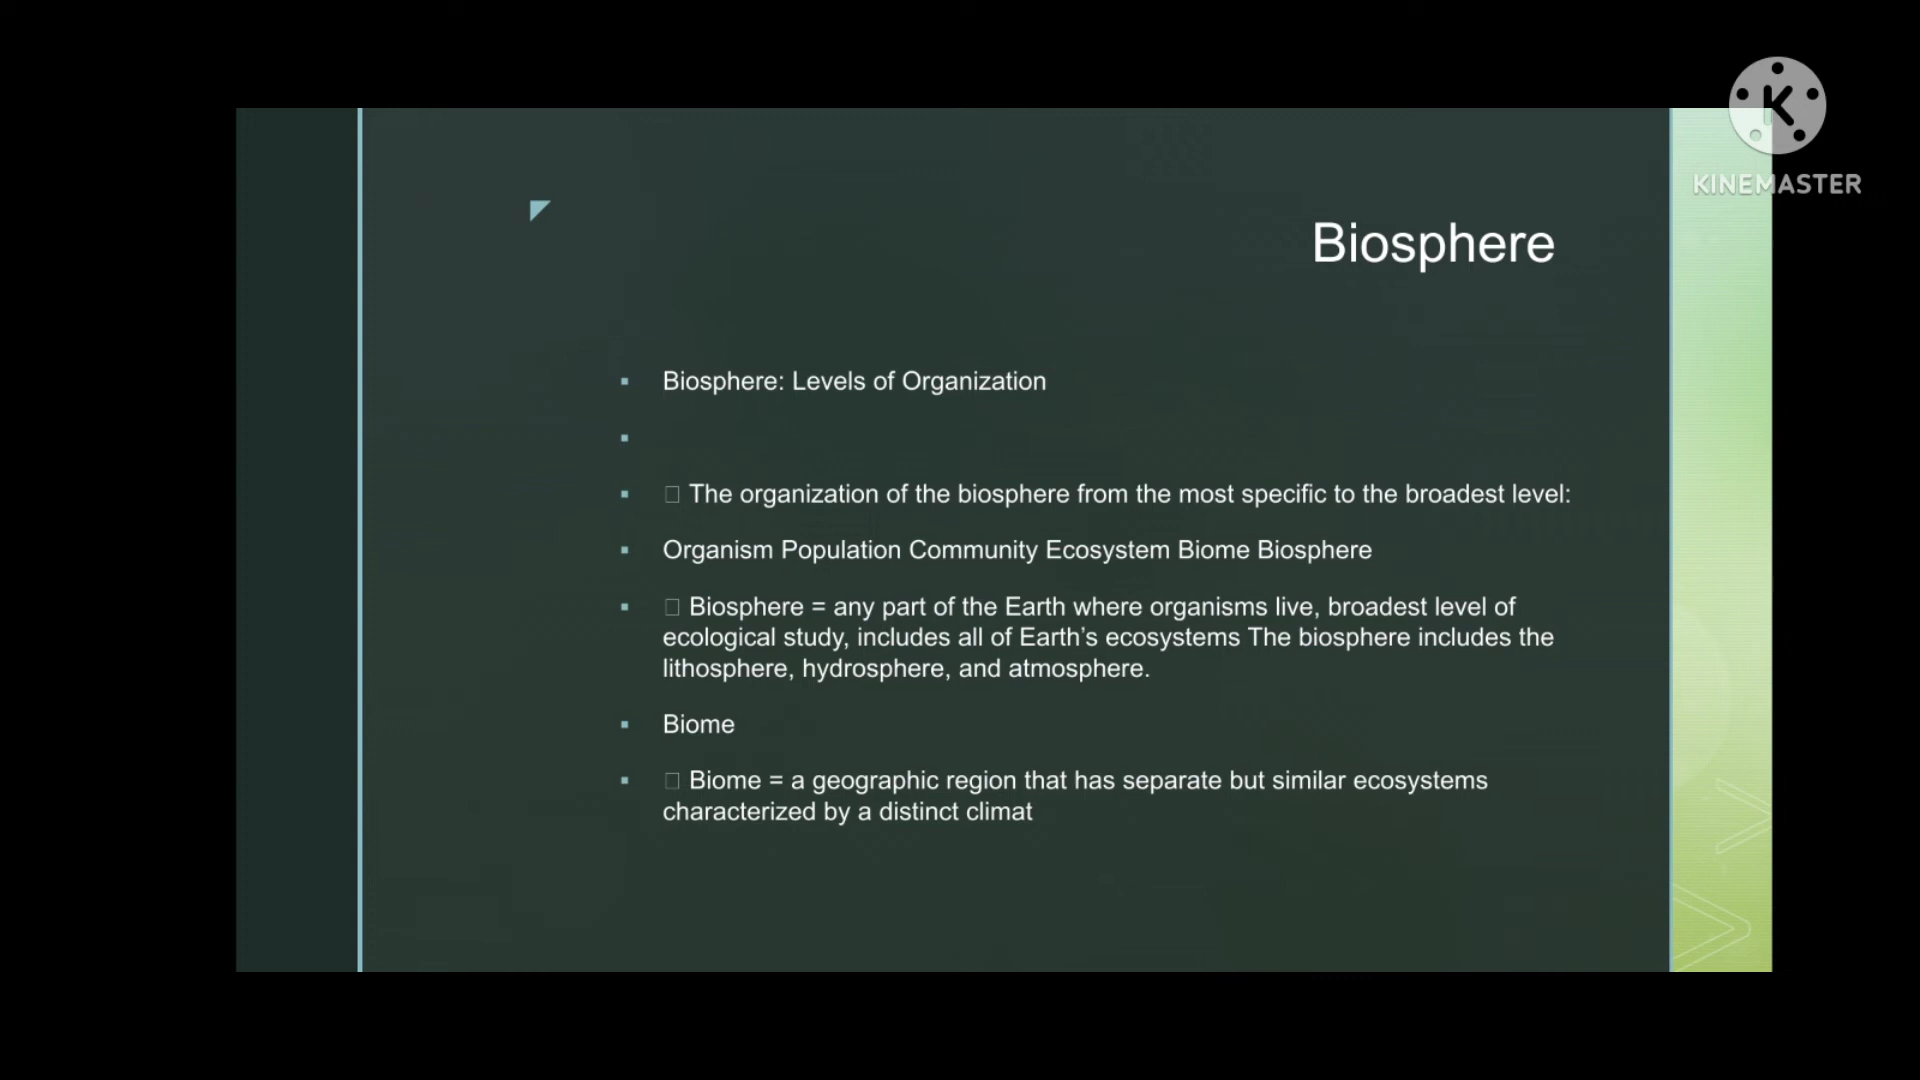 KINEMASTER
Biosphere
▪ Biosphere: Levels of Organization
▪
▪ □ The organization of the biosphere from the most specific to the broadest level:
▪ Organism Population Community Ecosystem Biome Biosphere
▪ □ Biosphere = any part of the Earth where organisms live, broadest level of
ecological study, includes all of Earth’s ecosystems The biosphere includes the
lithosphere, hydrosphere, and atmosphere.
▪ Biome
▪ □ Biome = a geographic region that has separate but similar ecosystems
characterized by a distinct climat